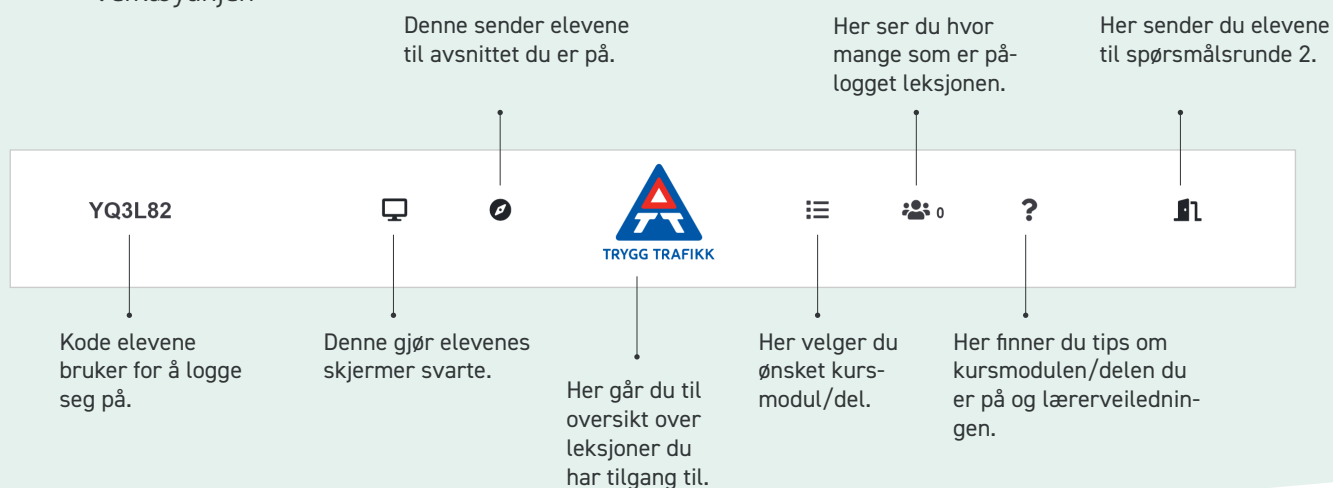 Denne sender elevene
til avsnittet du er på.
Her ser du hvor
mange som er på-
logget leksjonen.
Her sender du elevene
til spørsmålsrunde 2.
YQ3L82
TRYGG TRAFIKK
0
?
Kode elevene
bruker for å logge
seg på.
Denne gjør elevenes
skjermer svarte.
Her går du til
oversikt over
leksjoner du
har tilgang til.
Her velger du
ønsket kurs-
modul/del.
Her finner du tips om
kursmodulen/delen du
er på og lærerveilednin-
gen.